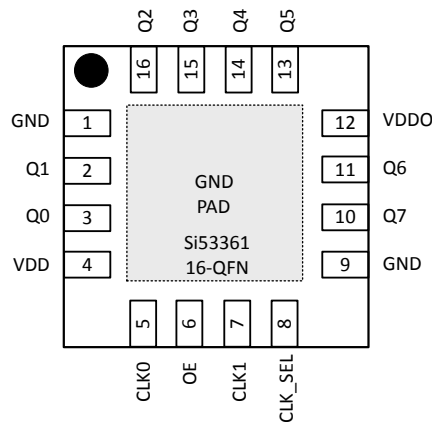 Q2
Q3
Q4
Q5
16
15
14
13
GND
1
12
VDDO
Q1
2
11
Q6
Q0
3
10
Q7
VDD
4
9
GND
GND
PAD
Si53361
16-QFN
5
6
7
8
CLK0
OE
CLK1
CLK_SEL